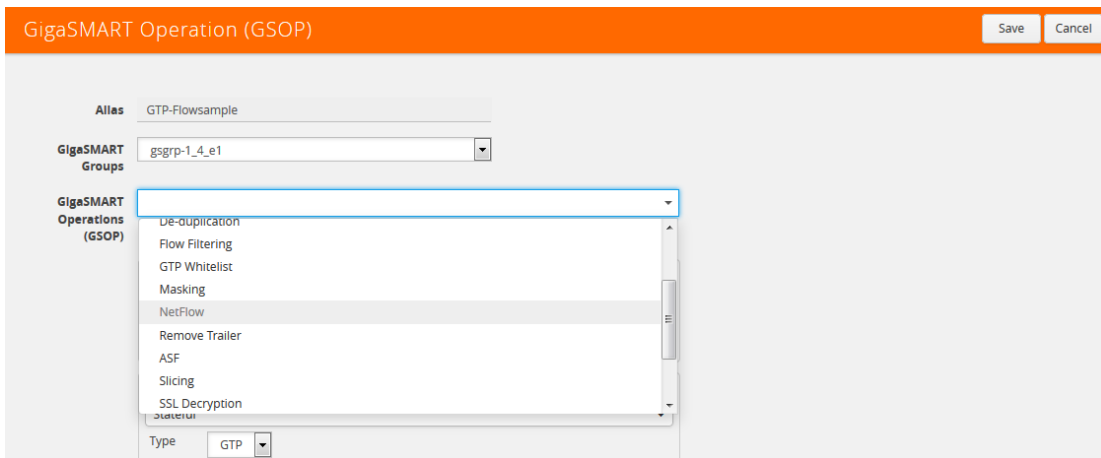 GigaSMART Operation (GSOP)
Save
Cancel
Alias
GTP-Flowsample
GigaSMART
Groups
gsgrp-1_4_e1
GigaSMART
Operations
(GSOP)
De-duplication
Flow Filtering
GTP Whitelist
Masking
NetFlow
Remove Trailer
ASF
Slicing
SSL Decryption
Stateful
Type
GTP